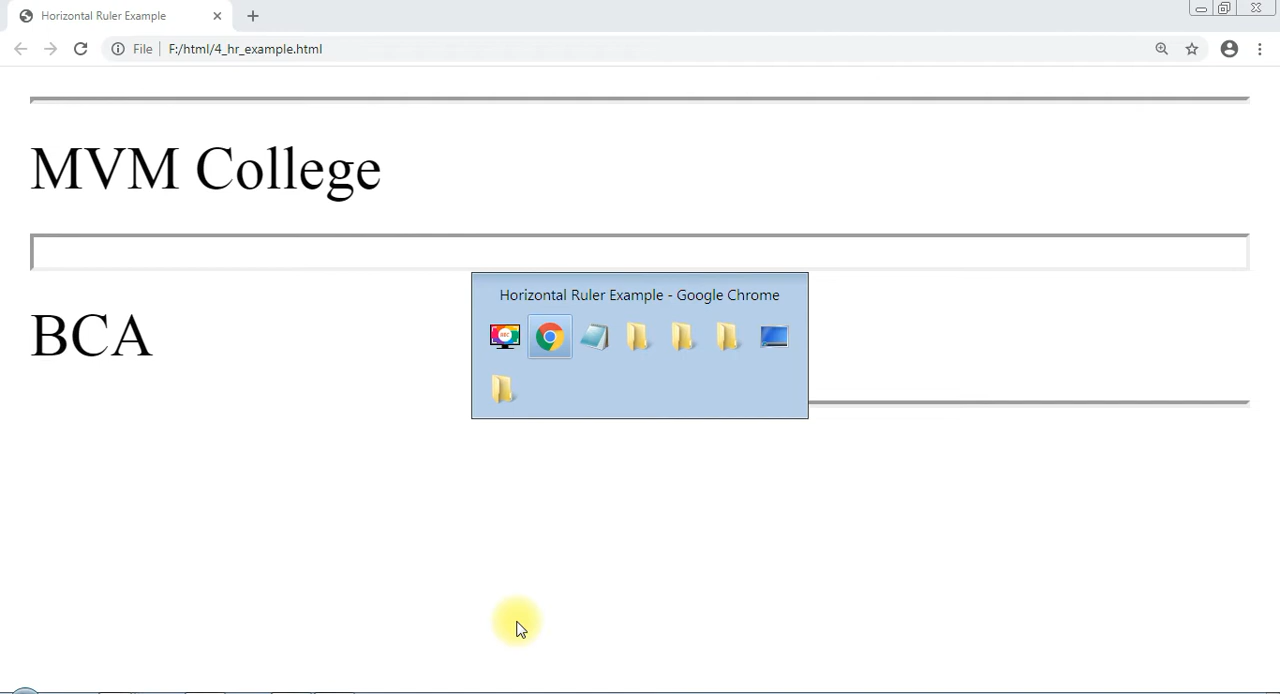 Horizontal Ruler Example
File F:/html/4_hr_example.html
MVM College
Horizontal Ruler Example - Google Chrome
BCA